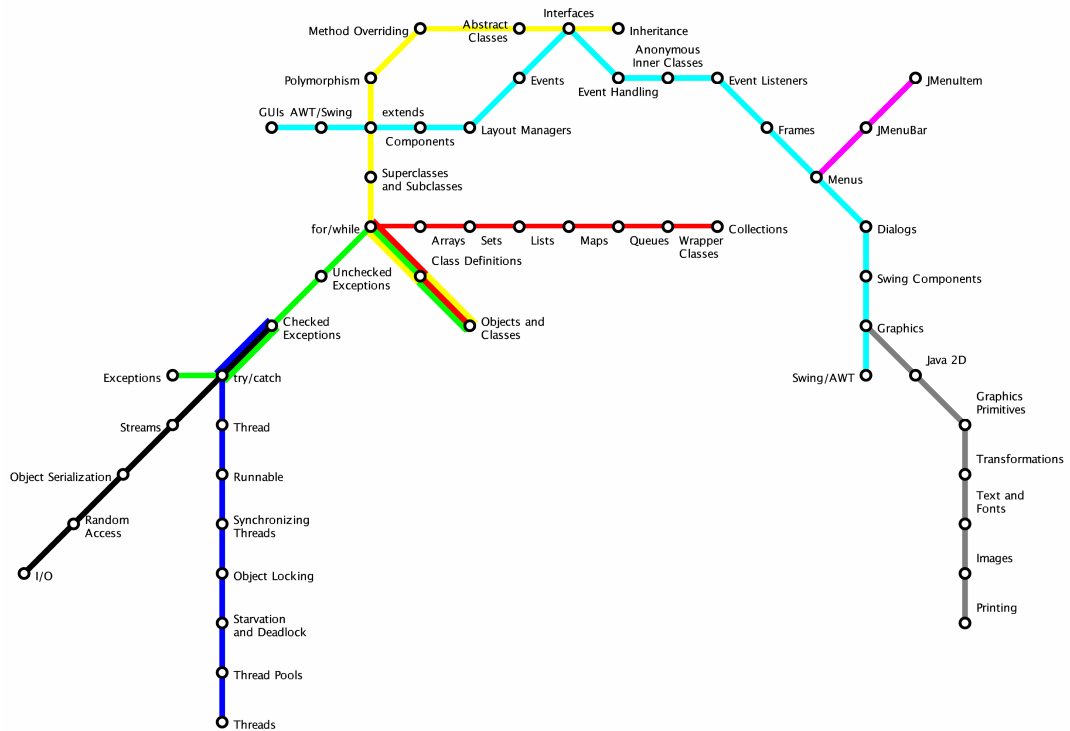 Interfaces
Method Overriding
Abstract
Classes
Inheritance
Anonymous
Inner Classes
Polymorphism
Events
Event Handling
Event Listeners
JMenuItem
GUIs
AWT/Swing
extends
Components
Layout Managers
Frames
JMenuBar
Superclasses
and Subclasses
Menus
for/while
Arrays
Sets
Lists
Maps
Queues
Wrapper
Classes
Collections
Dialogs
Class Definitions
Unchecked
Exceptions
Swing Components
Checked
Exceptions
Objects and
Classes
Graphics
Java 2D
Exceptions
try/catch
Swing/AWT
Graphics
Primitives
Streams
Thread
Transformations
Object Serialization
Runnable
Text and
Fonts
Random
Access
Synchronizing
Threads
Images
I/O
Object Locking
Printing
Starvation
and Deadlock
Thread Pools
Threads